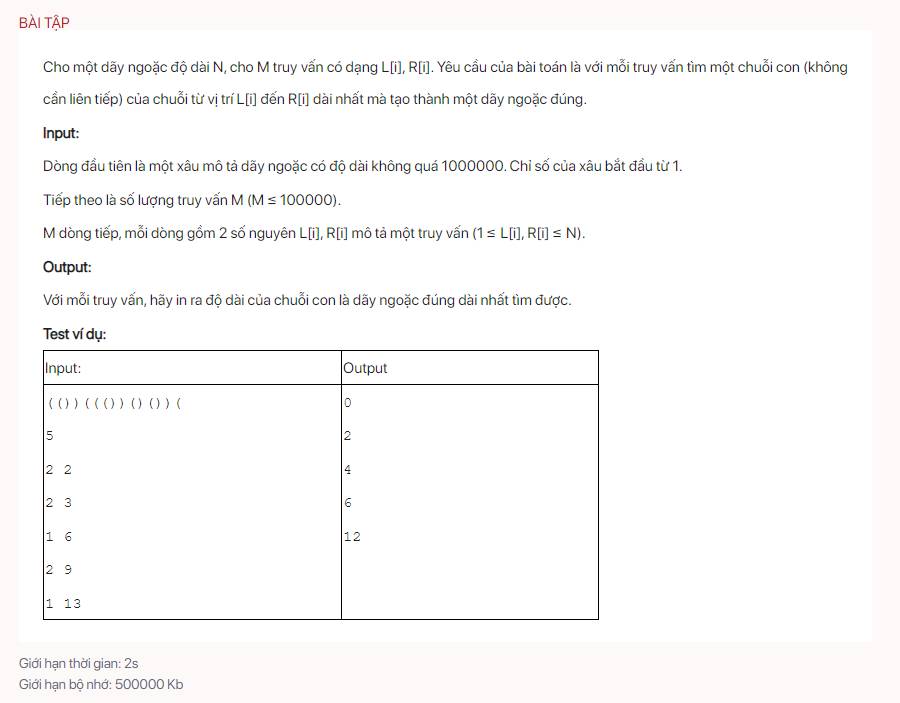 BÀI TẬP
Cho một dãy ngoặc độ dài N, cho M truy vấn có dạng L[i], R[i]. Yêu cầu của bài toán là với mỗi truy vấn tìm một chuỗi con (không
cần liên tiếp) của chuỗi từ vị trí L[i] đến R[i] dài nhất mà tạo thành một dãy ngoặc đúng.
Input:
Dòng đầu tiên là một xâu mô tả dãy ngoặc có độ dài không quá 1000000. Chỉ số của xâu bắt đầu từ 1.
Tiếp theo là số lượng truy vấn M (M ≤ 100000).
M dòng tiếp, mỗi dòng gồm 2 số nguyên L[i], R[i] mô tả một truy vấn (1 ≤ L[i], R[i] ≤ N).
Output:
Với mỗi truy vấn, hãy in ra độ dài của chuỗi con là dãy ngoặc đúng dài nhất tìm được.
Test ví dụ:
Input: Output
(())((())()())( 0
5 2
2 2 4
2 3 6
1 6 12
2 9
1 13
Giới hạn thời gian: 2s
Giới hạn bộ nhớ: 500000 Kb